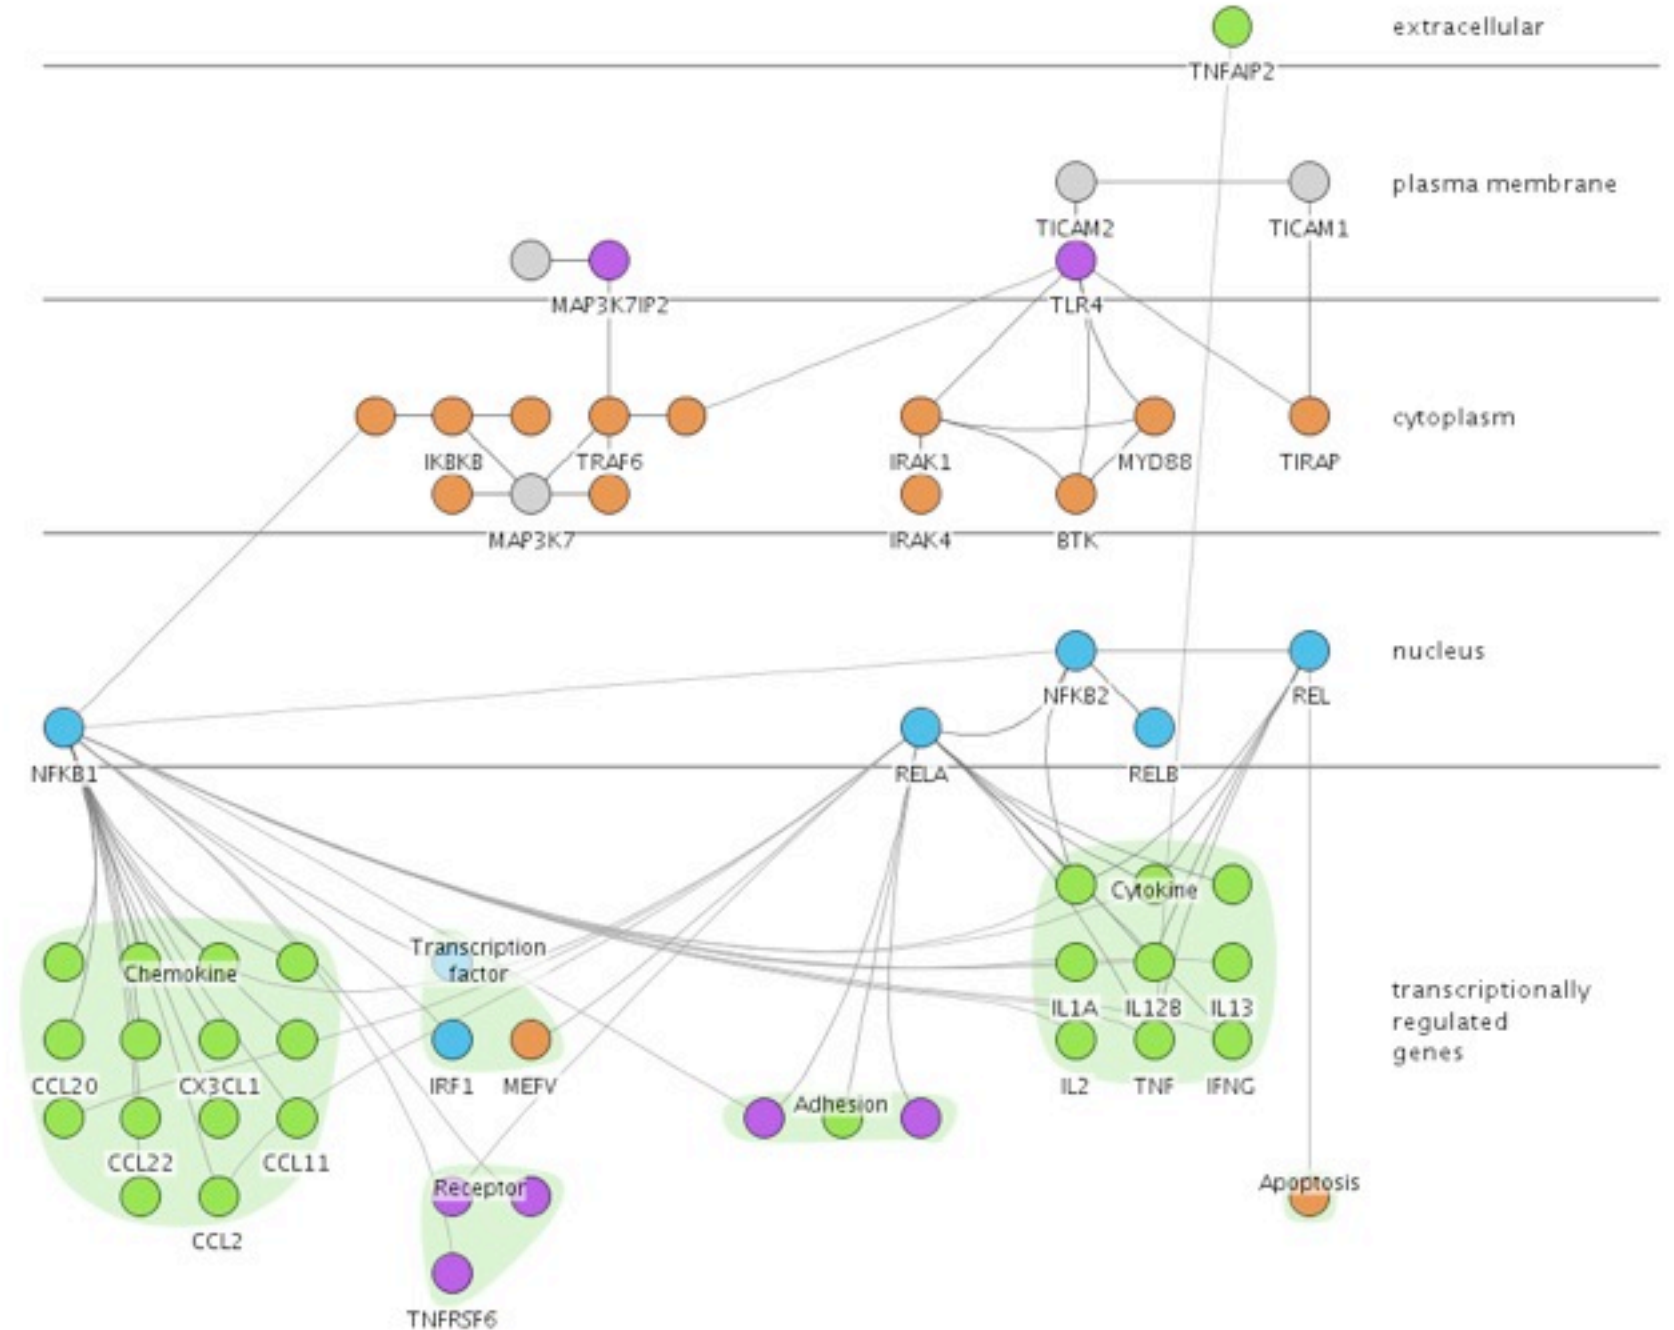 extracellular
TNFAIP2
plasma membrane
TICAM2
TICAM1
MAP3K7IP2
TLR4
cytoplasm
IKBKB
TRAF6
IRAK1
MYD88
TIRAP
MAP3K7
IRAK4
BTK
nucleus
NFKB2
REL
NFKB1
RELA
RELB
Cytokine
Transcription
factor
Chemokine
IL1A
IL12B
IL13
transcriptionally
regulated
genes
CCL20
CX3CL1
IRF1
MEFV
IL2
TNF
IFNG
Adhesion
CCL22
CCL11
Receptor
Apoptosis
CCL2
TNFRSF6